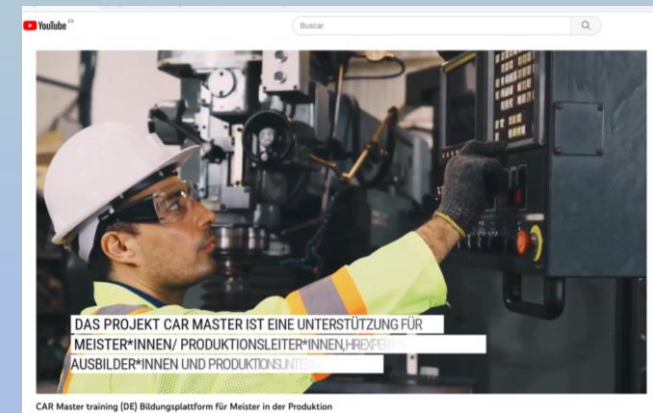 YouTube ES
Buscar
DAS PROJEKT CAR MASTER IST EINE UNTERSTÜTZUNG FÜR
MEISTER*INNEN/ PRODUKTIONSLEITER*INNEN,
AUSBILDER*INNEN UND
CAR Master training (DE) Bildungsplattform für Meister in der Produktion